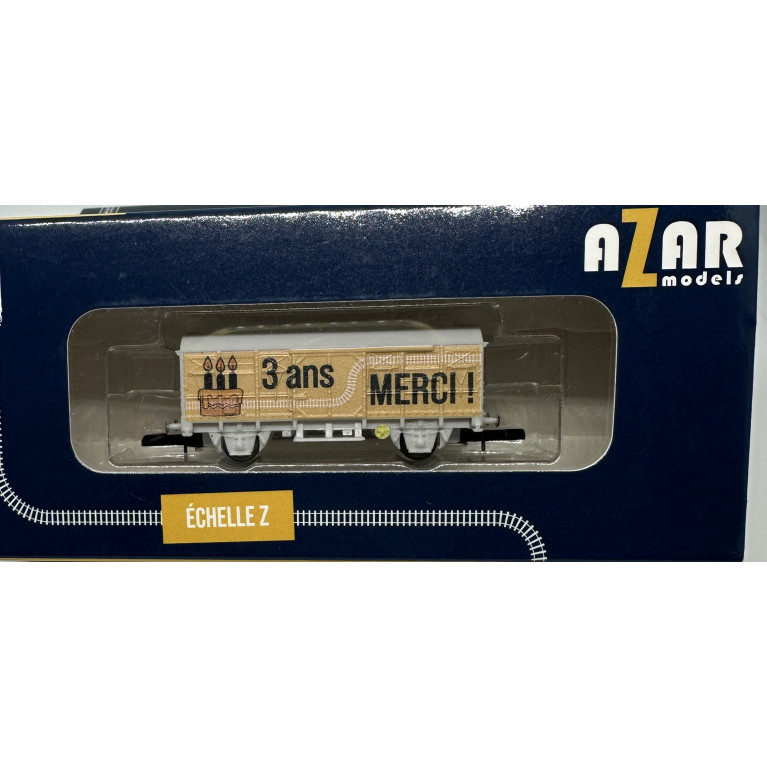 AZAR
models
3 ans
MERCI !
ÉCHELLE Z